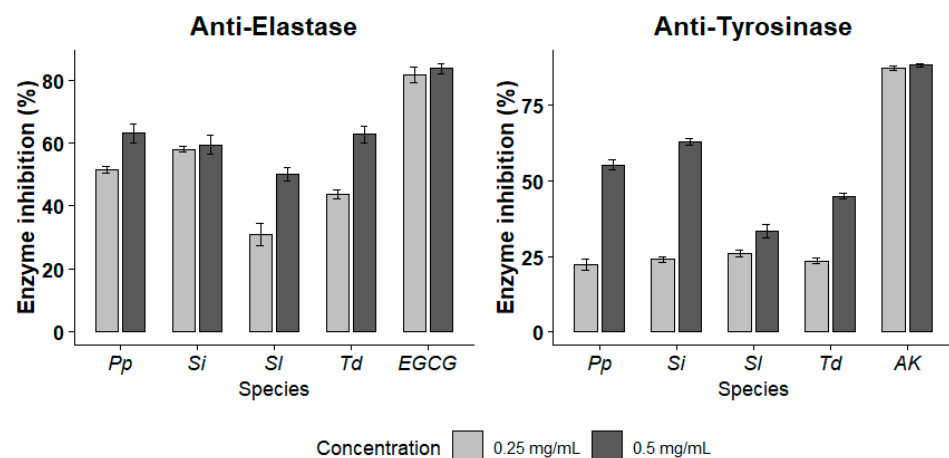 Anti-Elastase
Enzyme inhibition (%)
80
60
40
20
0
Pp Si Sl Td EGCG
Species
Anti-Tyrosinase
Enzyme inhibition (%)
75
50
25
0
Pp Si Sl Td AK
Species
Concentration 0.25 mg/mL 0.5 mg/mL